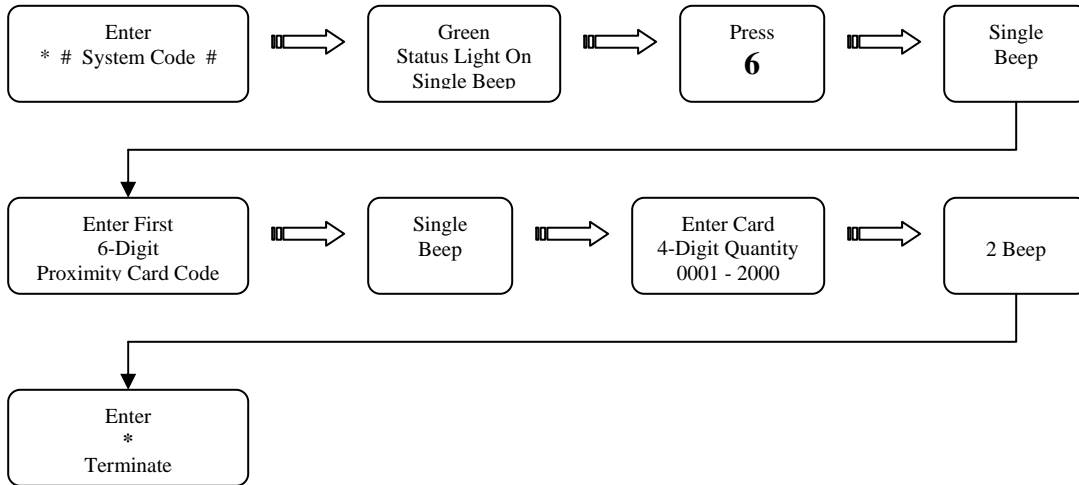 Enter
* # System Code #
Green
Status Light On
Single Beep
Press
6
Single
Beep
Enter First
6-Digit
Proximity Card Code
Single
Beep
Enter Card
4-Digit Quantity
0001 - 2000
2 Beep
Enter
*
Terminate